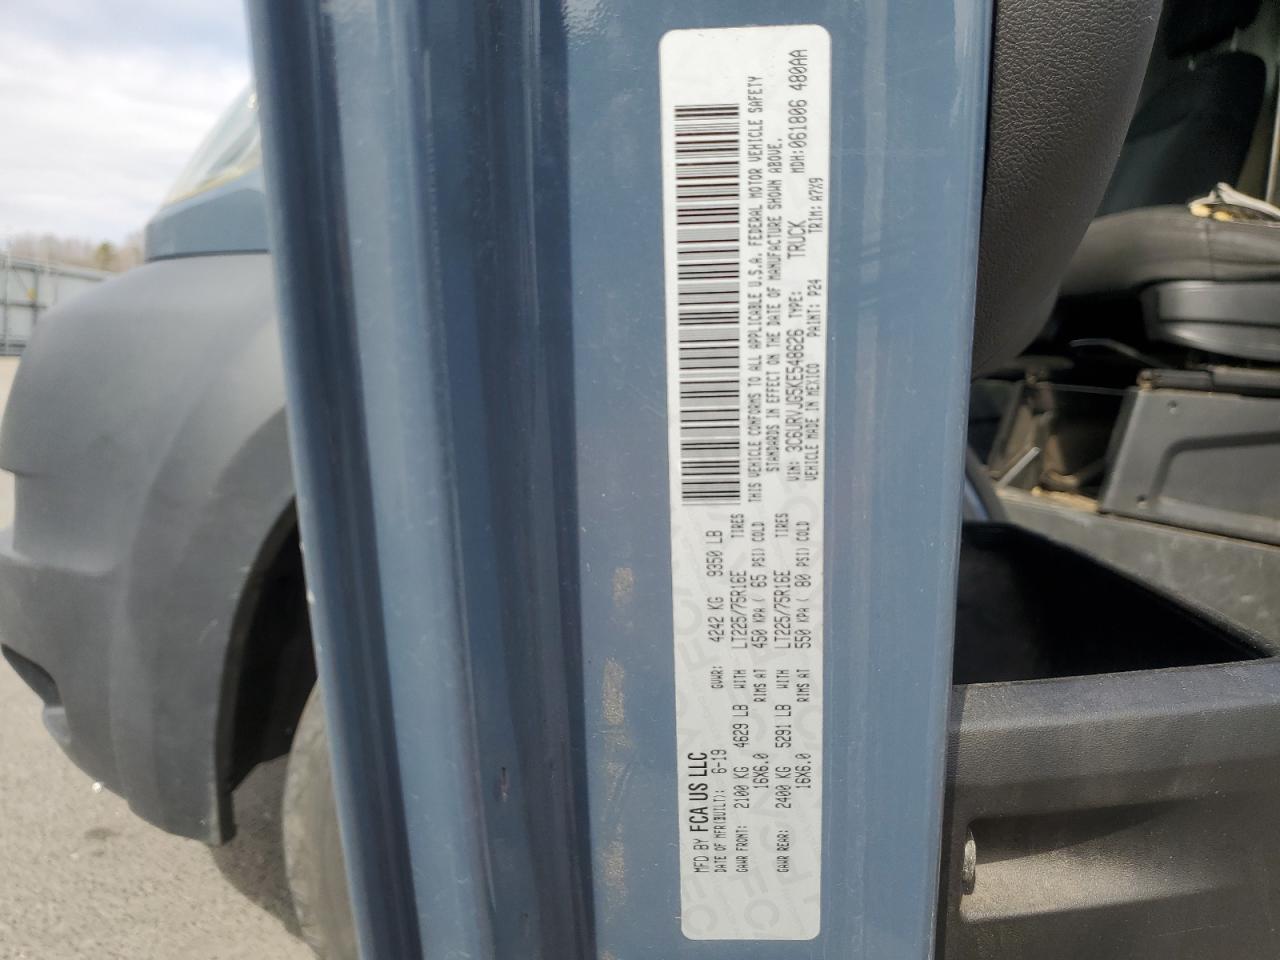 MFD BY FCA US LLC
DATE OF MFR(BUILT): 6-19 GVWR: 4242 KG 9350 LB
GAWR FRONT: 2100 KG 4629 LB WITH LT225/75R16E TIRES
16X6.0 RIMS AT 450 KPA ( 65 PSI) COLD
GAWR REAR: 2400 KG 5291 LB WITH LT225/75R16E TIRES
16X6.0 RIMS AT 550 KPA ( 80 PSI) COLD
THIS VEHICLE CONFORMS TO ALL APPLICABLE U.S.A. FEDERAL MOTOR VEHICLE SAFETY
STANDARDS IN EFFECT ON THE DATE OF MANUFACTURE SHOWN ABOVE.
VIN: 3C6URVJG5KE548626 TYPE: TRUCK MDH:061806 480AA
VEHICLE MADE IN MEXICO PAINT: P24 TRIM: A7X9